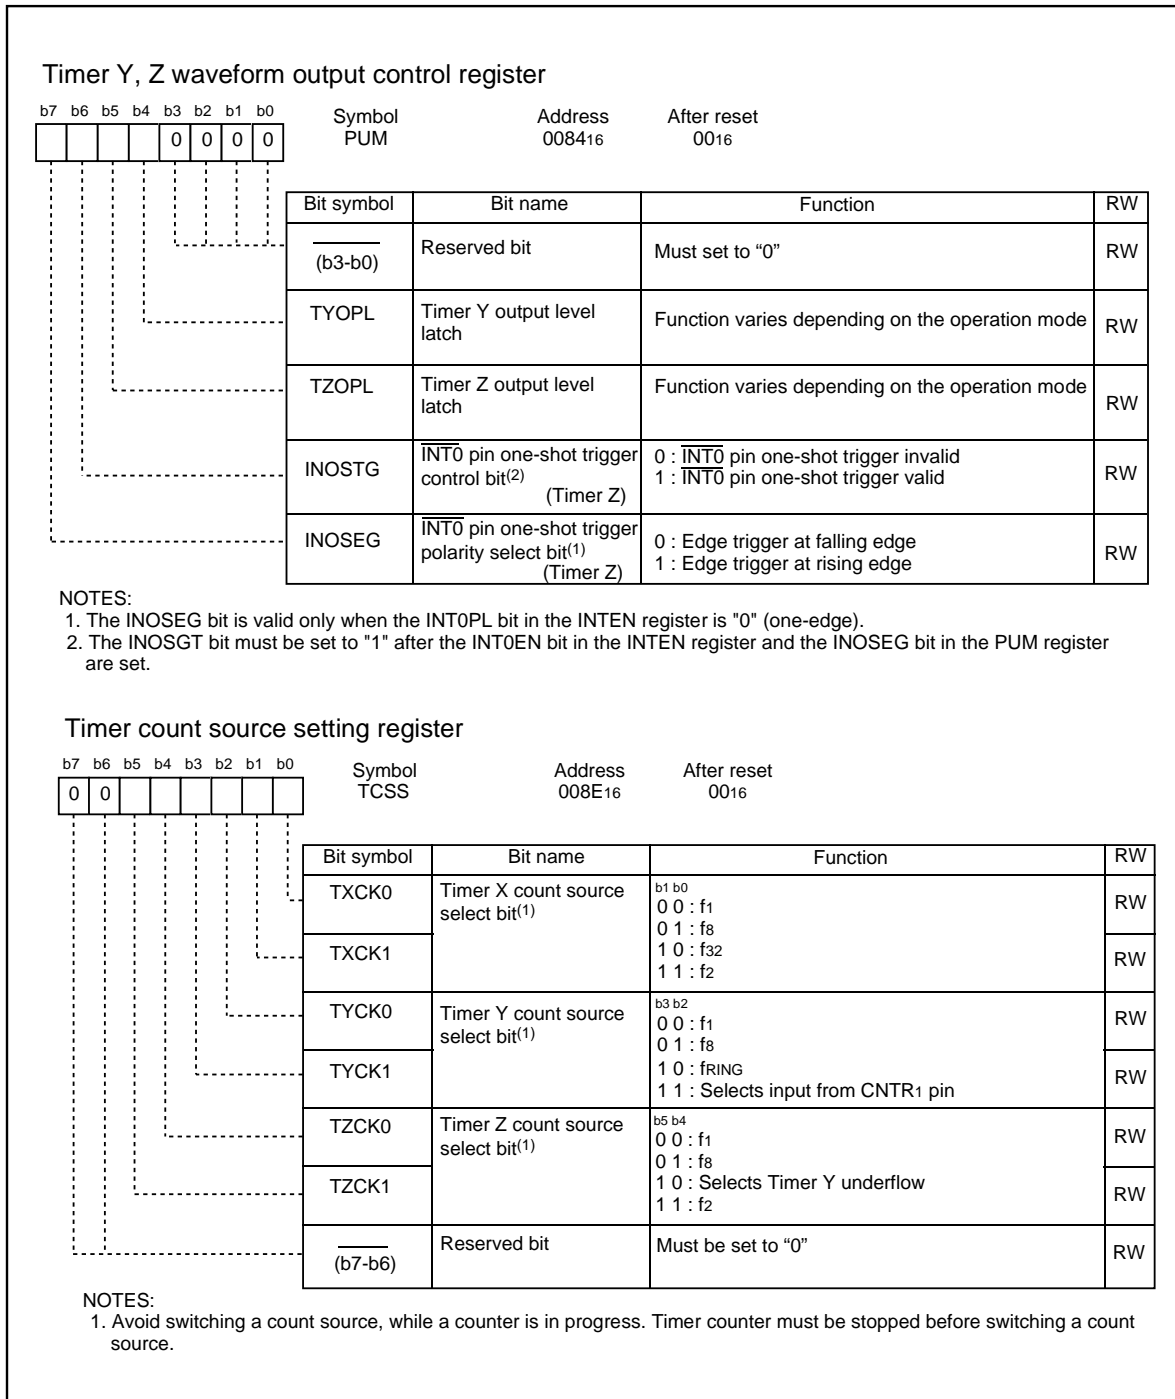 Timer Y, Z waveform output control register
b7 b6 b5 b4 b3 b2 b1 b0
Symbol Address After reset
0 0 0 0
PUM 008416 0016
Bit symbol Bit name Function RW
(b3-b0) Reserved bit Must set to “0” RW
TYOPL Timer Y output level
latch
Function varies depending on the operation mode RW
TZOPL Timer Z output level
latch
Function varies depending on the operation mode RW
INOSTG INT0 pin one-shot trigger
control bit(2)
(Timer Z)
0 : INT0 pin one-shot trigger invalid
1 : INT0 pin one-shot trigger valid
RW
INOSEG INT0 pin one-shot trigger
polarity select bit(1)
(Timer Z)
0 : Edge trigger at falling edge
1 : Edge trigger at rising edge
RW
NOTES:
1. The INOSEG bit is valid only when the INT0PL bit in the INTEN register is "0" (one-edge).
2. The INOSGT bit must be set to "1" after the INT0EN bit in the INTEN register and the INOSEG bit in the PUM register
are set.
Timer count source setting register
b7 b6 b5 b4 b3 b2 b1 b0
Symbol Address After reset
0 0
TCSS 008E16 0016
Bit symbol Bit name Function RW
TXCK0 Timer X count source
select bit(1)
b1 b0
0 0 : f1
0 1 : f8
1 0 : f32
1 1 : f2
RW
TXCK1 RW
TYCK0 Timer Y count source
select bit(1)
b3 b2
0 0 : f1
0 1 : f8
1 0 : fRING
1 1 : Selects input from CNTR1 pin
RW
TYCK1 RW
TZCK0 Timer Z count source
select bit(1)
b5 b4
0 0 : f1
0 1 : f8
1 0 : Selects Timer Y underflow
1 1 : f2
RW
TZCK1 RW
(b7-b6) Reserved bit Must be set to “0” RW
NOTES:
1. Avoid switching a count source, while a counter is in progress. Timer counter must be stopped before switching a count
source.